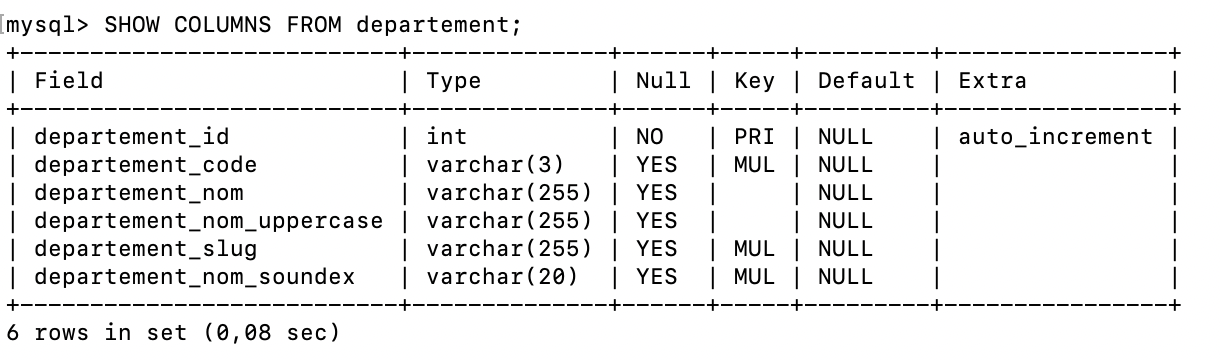 mysql> SHOW COLUMNS FROM departement;
+---------------------------+--------------+------+-----+---------+----------------+
| Field                     | Type         | Null | Key | Default | Extra          |
+---------------------------+--------------+------+-----+---------+----------------+
| departement_id            | int          | NO   | PRI | NULL    | auto_increment |
| departement_code          | varchar(3)   | YES  | MUL | NULL    |                |
| departement_nom           | varchar(255) | YES  |     | NULL    |                |
| departement_nom_uppercase | varchar(255) | YES  |     | NULL    |                |
| departement_slug          | varchar(255) | YES  | MUL | NULL    |                |
| departement_nom_soundex   | varchar(20)  | YES  | MUL | NULL    |                |
+---------------------------+--------------+------+-----+---------+----------------+
6 rows in set (0,08 sec)